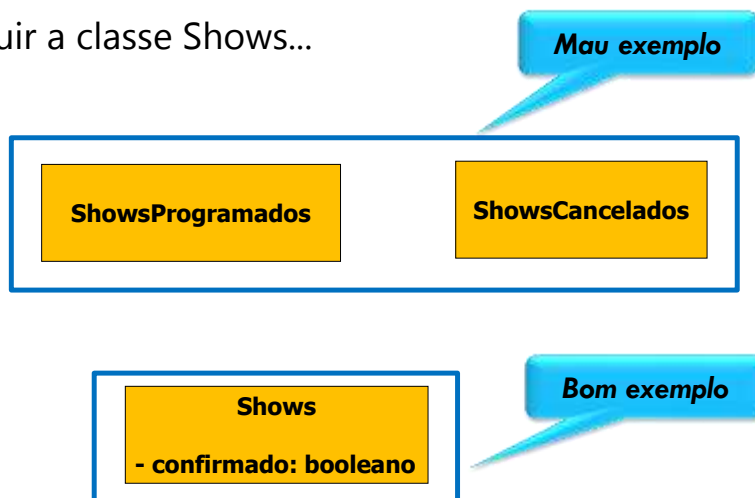 uir a classe Shows...
Mau exemplo
ShowsProgramados
ShowsCancelados
Bom exemplo
Shows
- confirmado: booleano